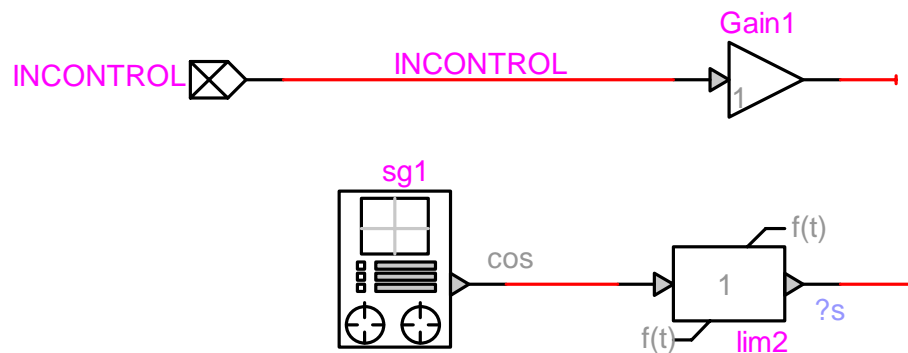 Gain1
INCONTROL
INCONTROL
1
sg1
f(t)
cos
1
?s
f(t)
lim2